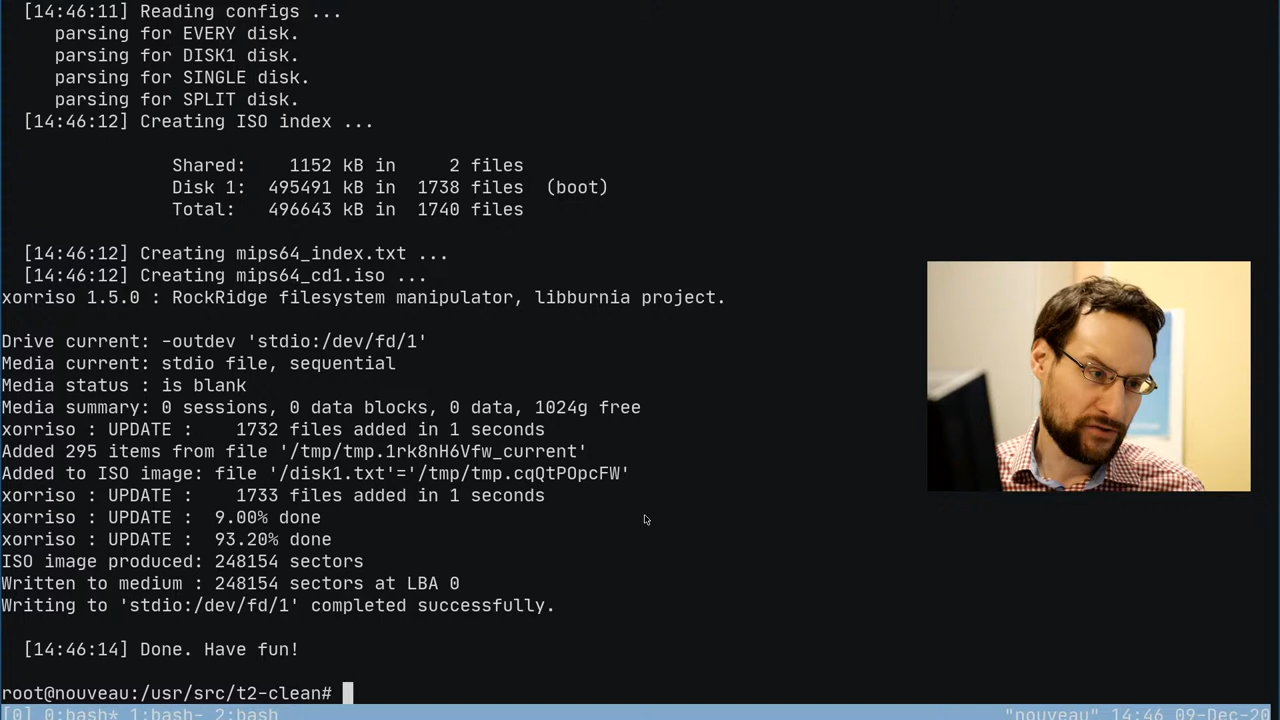 [14:46:11] Reading configs ...
parsing for EVERY disk.
parsing for DISK1 disk.
parsing for SINGLE disk.
parsing for SPLIT disk.
[14:46:12] Creating ISO index ...
Shared: 1152 kB in 2 files
Disk 1: 495491 kB in 1738 files (boot)
Total: 496643 kB in 1740 files
[14:46:12] Creating mips64_index.txt ...
[14:46:12] Creating mips64_cd1.iso ...
xorriso 1.5.0 : RockRidge filesystem manipulator, libburnia project.
Drive current: -outdev 'stdio:/dev/fd/1'
Media current: stdio file, sequential
Media status : is blank
Media summary: 0 sessions, 0 data blocks, 0 data, 1024g free
xorriso : UPDATE : 1732 files added in 1 seconds
Added 295 items from file '/tmp/tmp.1rk8nH6Vfw_current'
Added to ISO image: file '/disk1.txt'='/tmp/tmp.cqQtPOpcFW'
xorriso : UPDATE : 1733 files added in 1 seconds
xorriso : UPDATE : 9.00% done
xorriso : UPDATE : 93.20% done
ISO image produced: 248154 sectors
Written to medium : 248154 sectors at LBA 0
Writing to 'stdio:/dev/fd/1' completed successfully.
[14:46:14] Done. Have fun!
root@nouveau:/usr/src/t2-clean#
[0] 0:bash* 1:bash- 2:bash "nouveau" 14:46 09-Dec-20